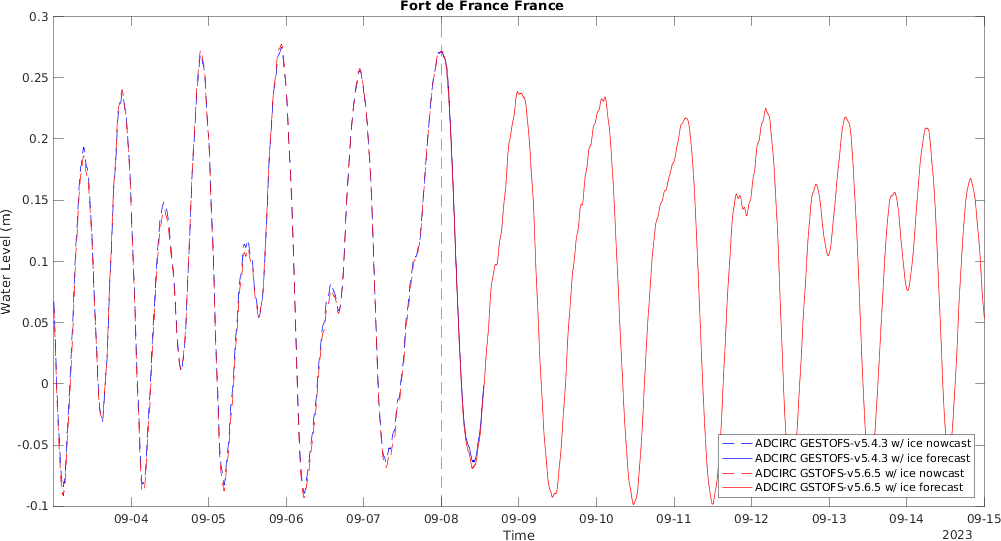 Fort de France France
0.3
0.25
0.2
0.15
0.1
0.05
0
-0.05
-0.1
Water Level (m)
ADCIRC GESTOFS-v5.4.3 w/ ice nowcast
ADCIRC GESTOFS-v5.4.3 w/ ice forecast
ADCIRC GSTOFS-v5.6.5 w/ ice nowcast
ADCIRC GSTOFS-v5.6.5 w/ ice forecast
09-04 09-05 09-06 09-07 09-08 09-09 09-10 09-11 09-12 09-13 09-14 09-15
Time
2023